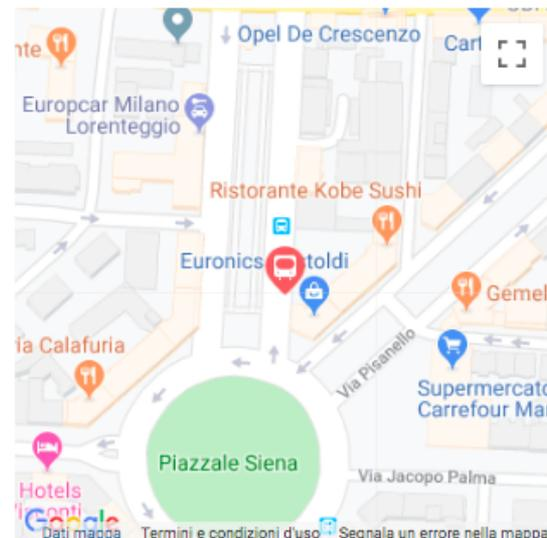 Opel De Crescenzo
Cart
nte
Europcar Milano
Lorenteggio
Ristorante Kobe Sushi
Euronics
toldi
Gemel
ia Calafuria
Via Pisanello
Supermercato
Carrefour Mar
Piazzale Siena
Via Jacopo Palma
Hotels
Google
Dati mappa
Termini e condizioni d'uso
Segnala un errore nella mappa